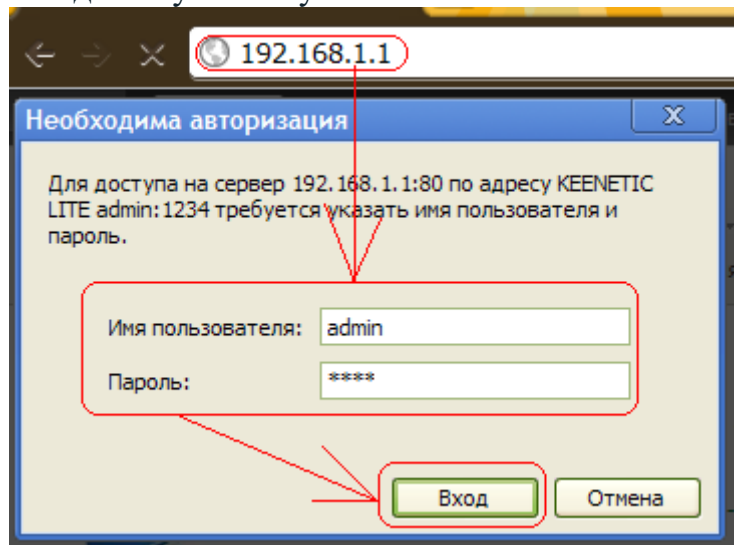 192.168.1.1
Необходима авторизация
Для доступа на сервер 192.168.1.1:80 по адресу KEENETIC
LITE admin:1234 требуется указать имя пользователя и
пароль.
Имя пользователя: admin
Пароль: ****
Вход Отмена